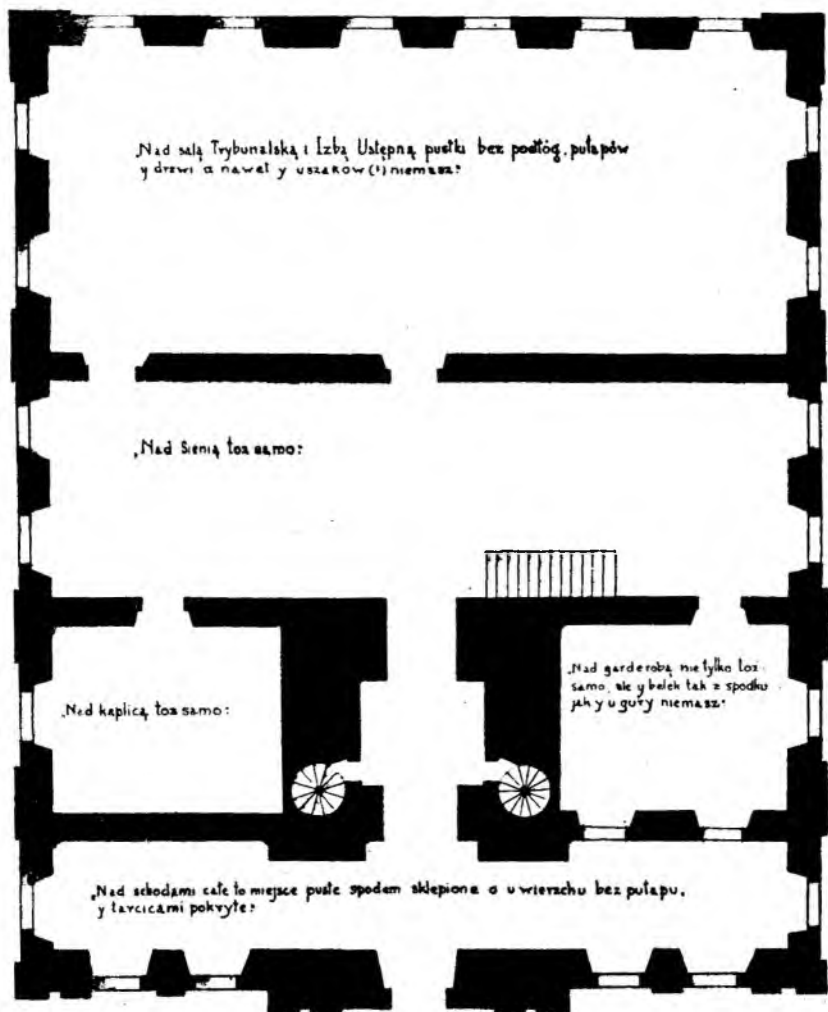 „Nad salą Trybunalską i Izbą Ustępną pustki bez podłóg, pułapów
y drzwi a nawet y uszaków (!) niemasz:
„Nad Sienią toż samo:
„Nad garderobą nie tylko toż
samo, ale y belek tak z spodku
jak y u gury niemasz:
„Nad kaplicą toż samo:
„Nad schodami całe to miejsce puste spodem sklepione a u wierzchu bez pułapu,
y tarcicami pokryte: